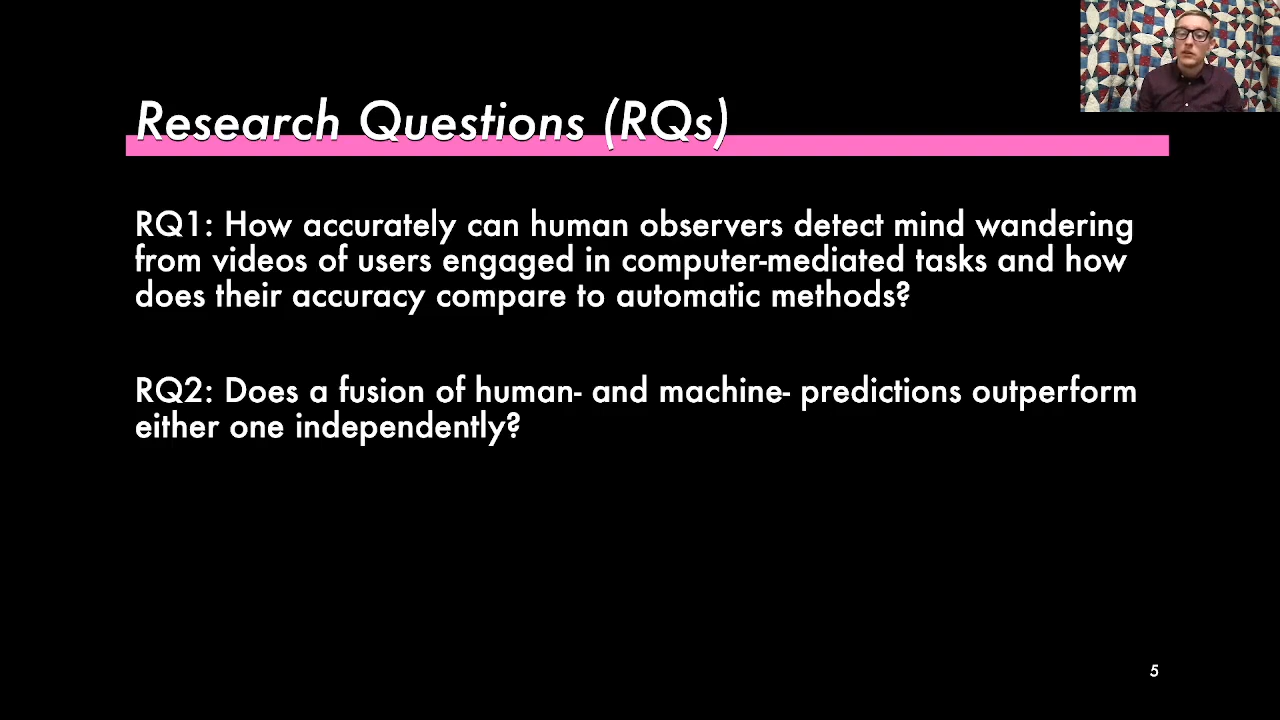 Research Questions (RQs)
RQ1: How accurately can human observers detect mind wandering
from videos of users engaged in computer-mediated tasks and how
does their accuracy compare to automatic methods?
RQ2: Does a fusion of human- and machine- predictions outperform
either one independently?
5